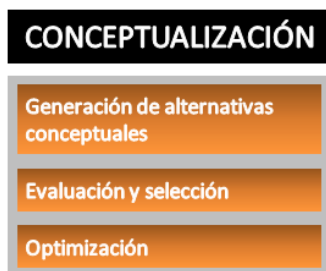 CONCEPTUALIZACIÓN
Generación de alternativas
conceptuales
Evaluación y selección
Optimización